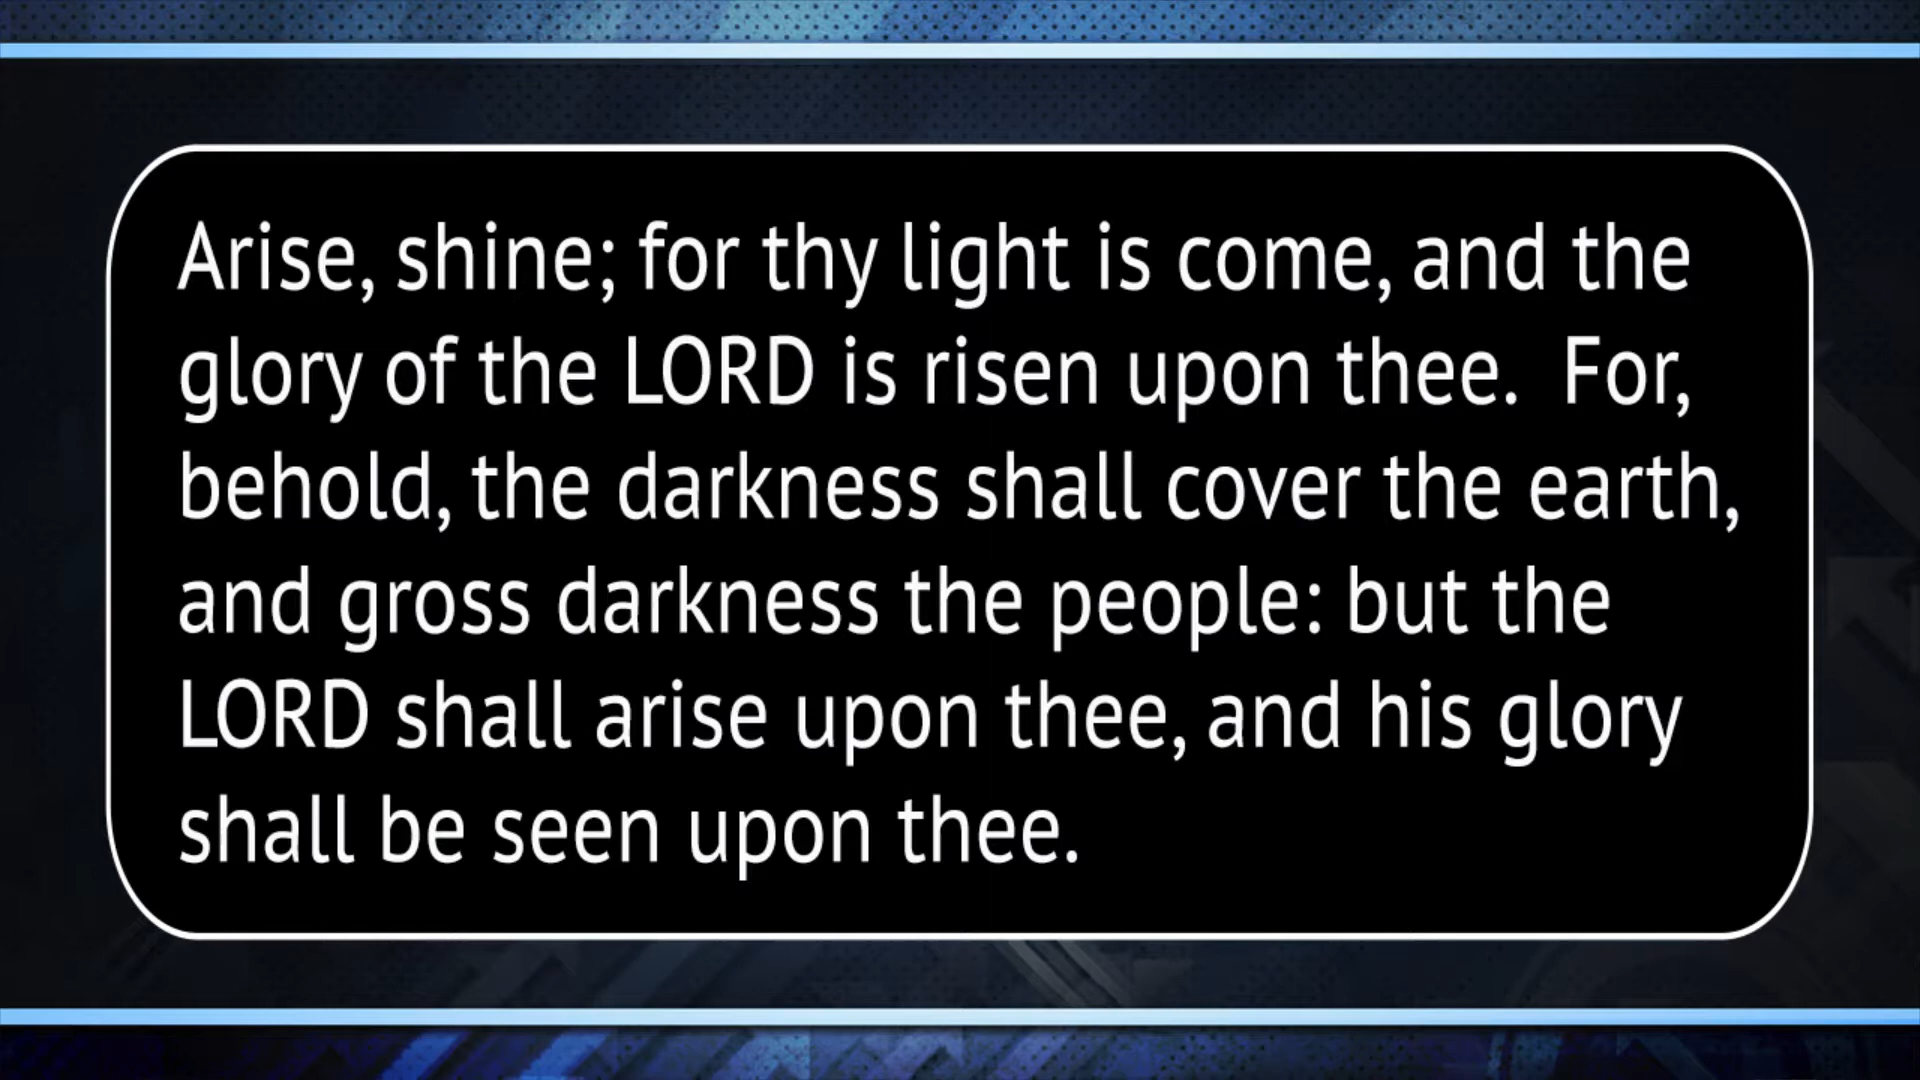 Arise, shine; for thy light is come, and the
glory of the LORD is risen upon thee.  For,
behold, the darkness shall cover the earth,
and gross darkness the people: but the
LORD shall arise upon thee, and his glory
shall be seen upon thee.